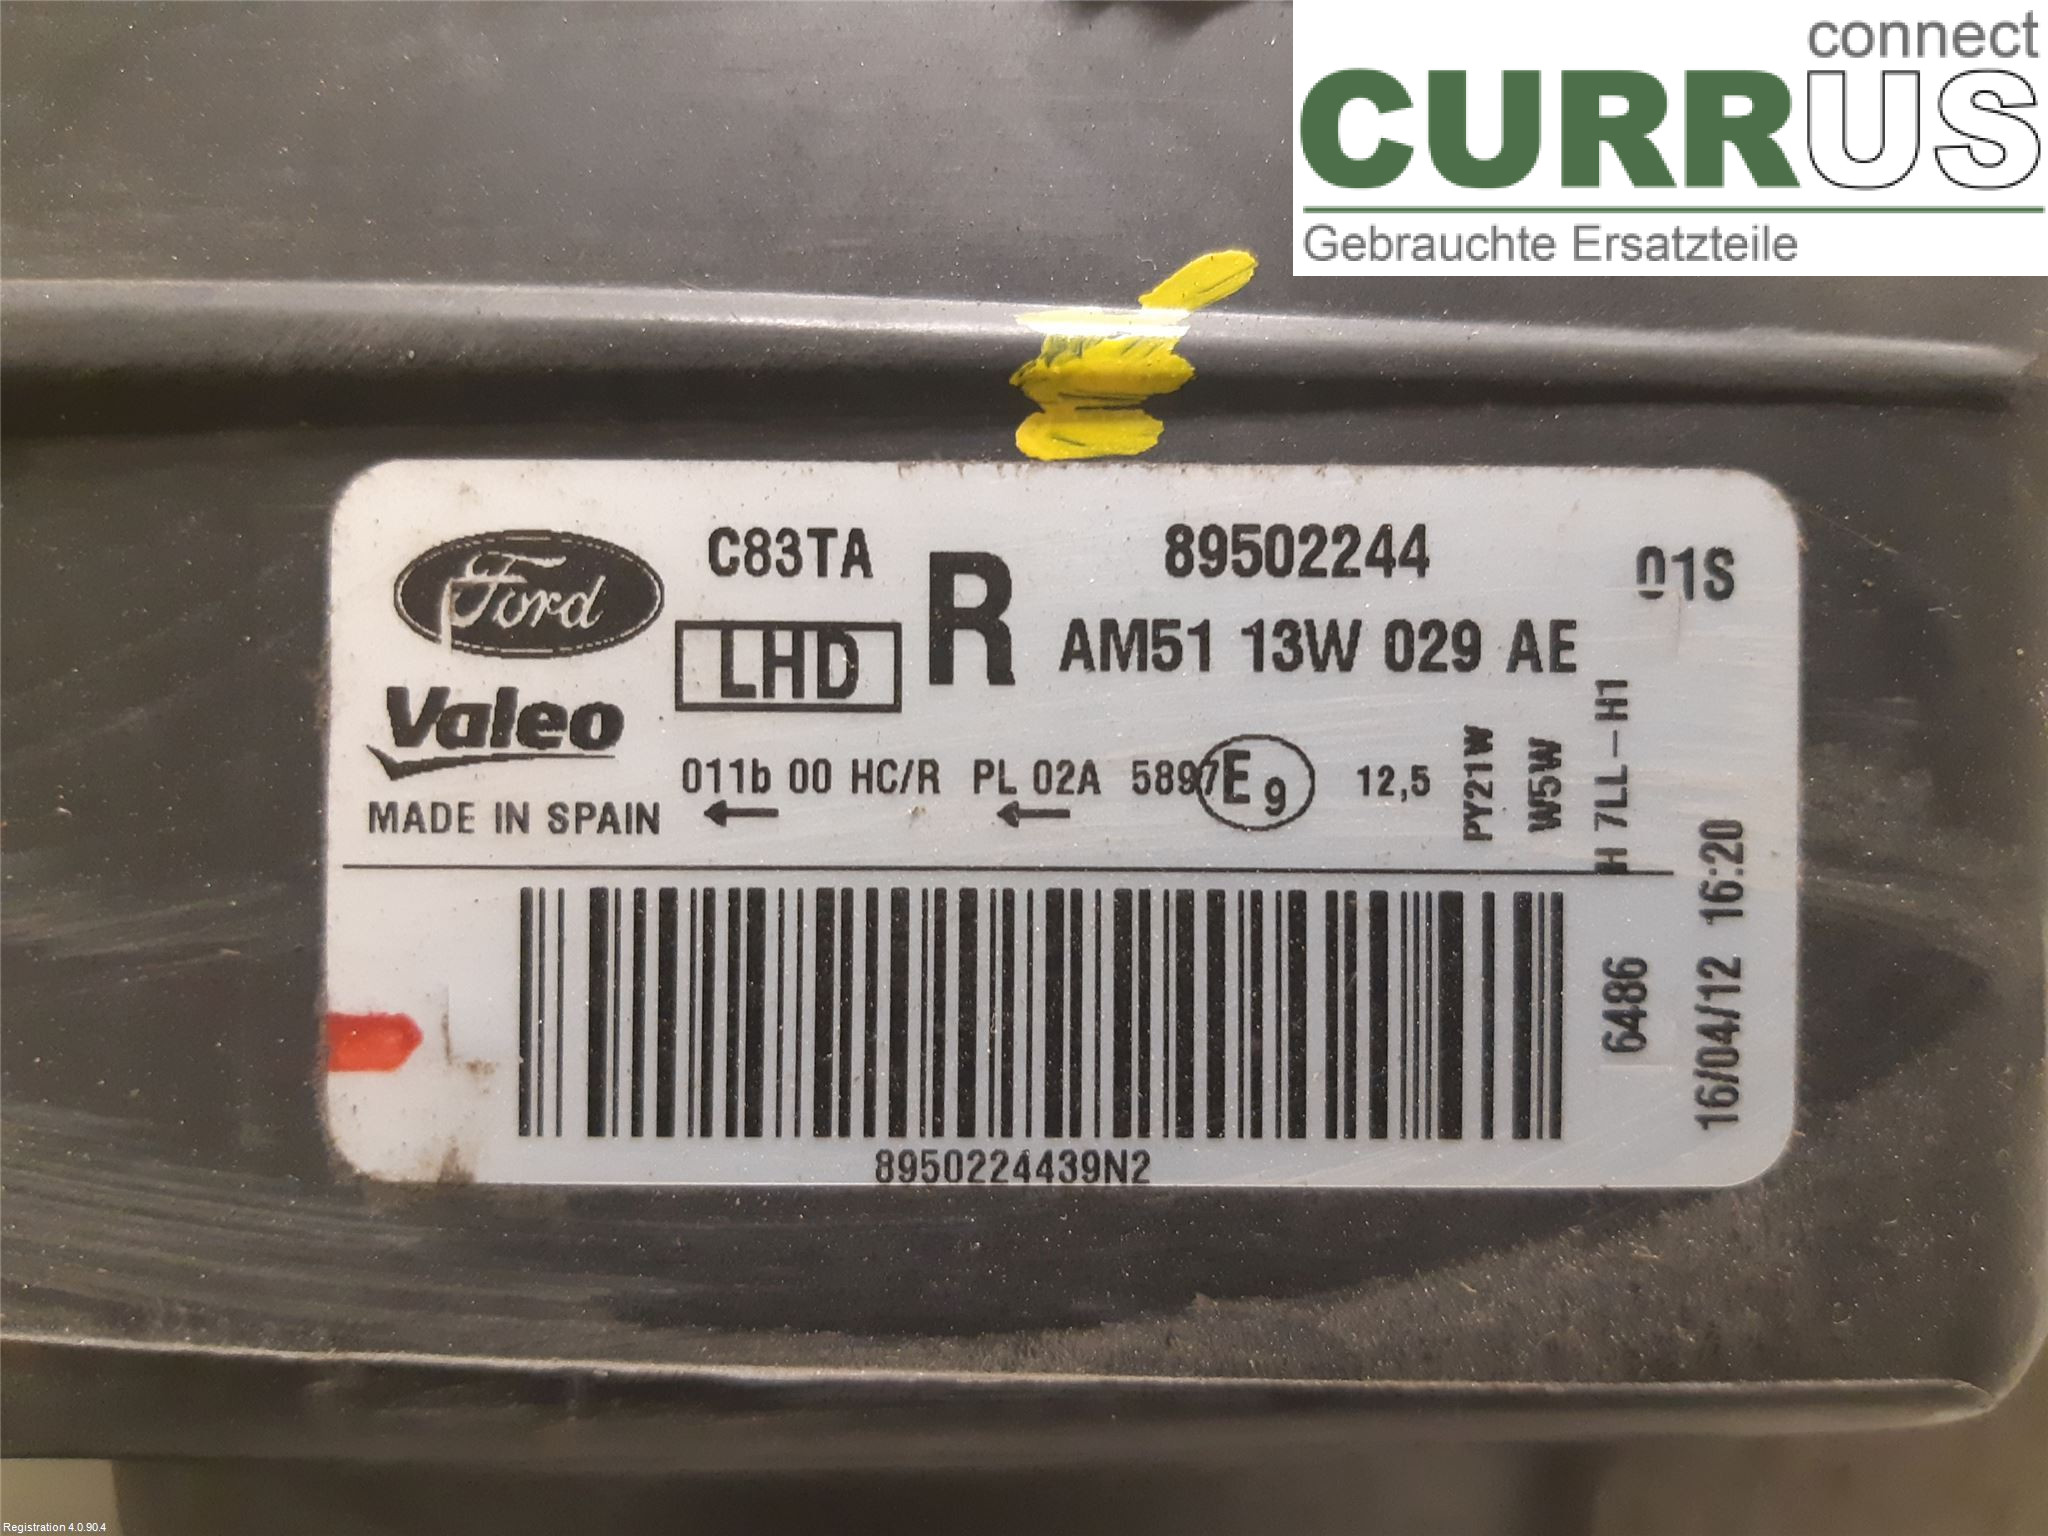 connect
CURRUS
Gebrauchte Ersatzteile
Ford
C83TA
R
89502244
01S
LHD
AM51 13W 029 AE
Valeo
011b 00 HC/R PL 02A 5897 E9 12,5
PY21W
W5W
H 7LL-H1
MADE IN SPAIN
6486
16/04/12 16:20
8950224439N2
Registration 4.0.90.4